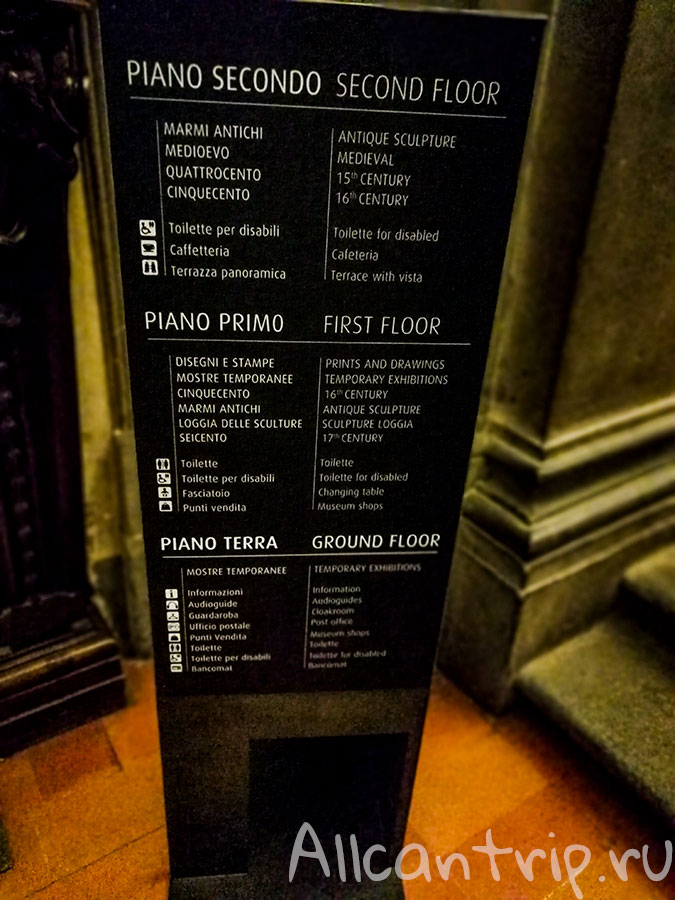 PIANO SECONDO SECOND FLOOR
MARMI ANTICHI ANTIQUE SCULPTURE
MEDIOEVO MEDIEVAL
QUATTROCENTO 15th CENTURY
CINQUECENTO 16th CENTURY
Toilette per disabili Toilette for disabled
Caffetteria Cafeteria
Terrazza panoramica Terrace with vista
PIANO PRIMO FIRST FLOOR
DISEGNI E STAMPE PRINTS AND DRAWINGS
MOSTRE TEMPORANEE TEMPORARY EXHIBITIONS
CINQUECENTO 16th CENTURY
MARMI ANTICHI ANTIQUE SCULPTURE
LOGGIA DELLE SCULTURE SCULPTURE LOGGIA
SEICENTO 17th CENTURY
Toilette Toilette
Toilette per disabili Toilette for disabled
Fasciatoio Changing table
Punti vendita Museum shops
PIANO TERRA GROUND FLOOR
MOSTRE TEMPORANEE TEMPORARY EXHIBITIONS
Informazioni Information
Audioguide Audioguides
Guardaroba Cloakroom
Ufficio postale Post office
Punti Vendita Museum shops
Toilette Toilette
Toilette per disabili Toilette for disabled
Bancomat Bancomat
Allcantrip.ru